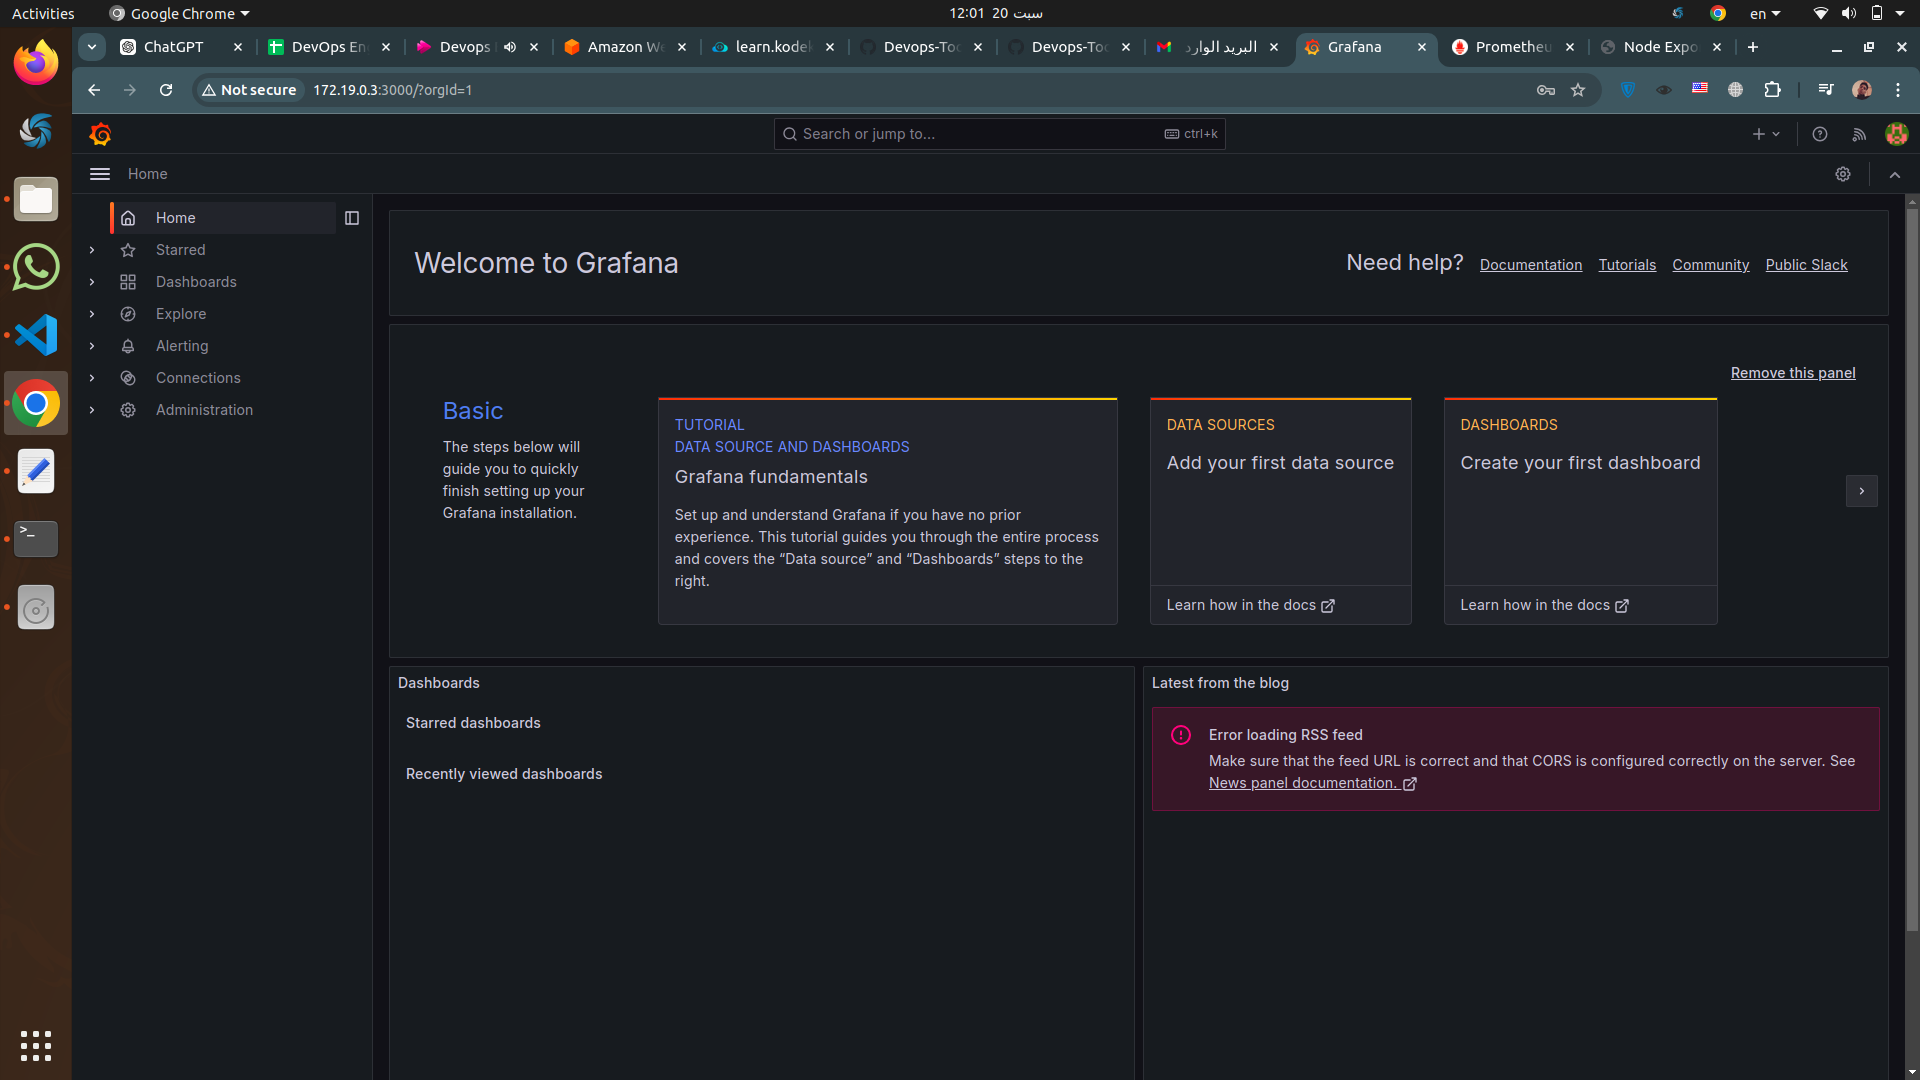 Activities
Google Chrome
12:01 20 سبت
en
ChatGPT
DevOps En
Devops
Amazon We
learn.kodek
Devops-Too
Devops-Too
البريد الوارد
Grafana
Prometheu
Node Expo
Not secure
172.19.0.3:3000/?orgId=1
Search or jump to...
ctrl+k
Home
Home
Starred
Dashboards
Explore
Alerting
Connections
Administration
Welcome to Grafana
Need help?
Documentation
Tutorials
Community
Public Slack
Remove this panel
Basic
The steps below will
guide you to quickly
finish setting up your
Grafana installation.
TUTORIAL
DATA SOURCE AND DASHBOARDS
Grafana fundamentals
Set up and understand Grafana if you have no prior
experience. This tutorial guides you through the entire process
and covers the “Data source” and “Dashboards” steps to the
right.
DATA SOURCES
Add your first data source
Learn how in the docs
DASHBOARDS
Create your first dashboard
Learn how in the docs
Dashboards
Starred dashboards
Recently viewed dashboards
Latest from the blog
Error loading RSS feed
Make sure that the feed URL is correct and that CORS is configured correctly on the server. See
News panel documentation.